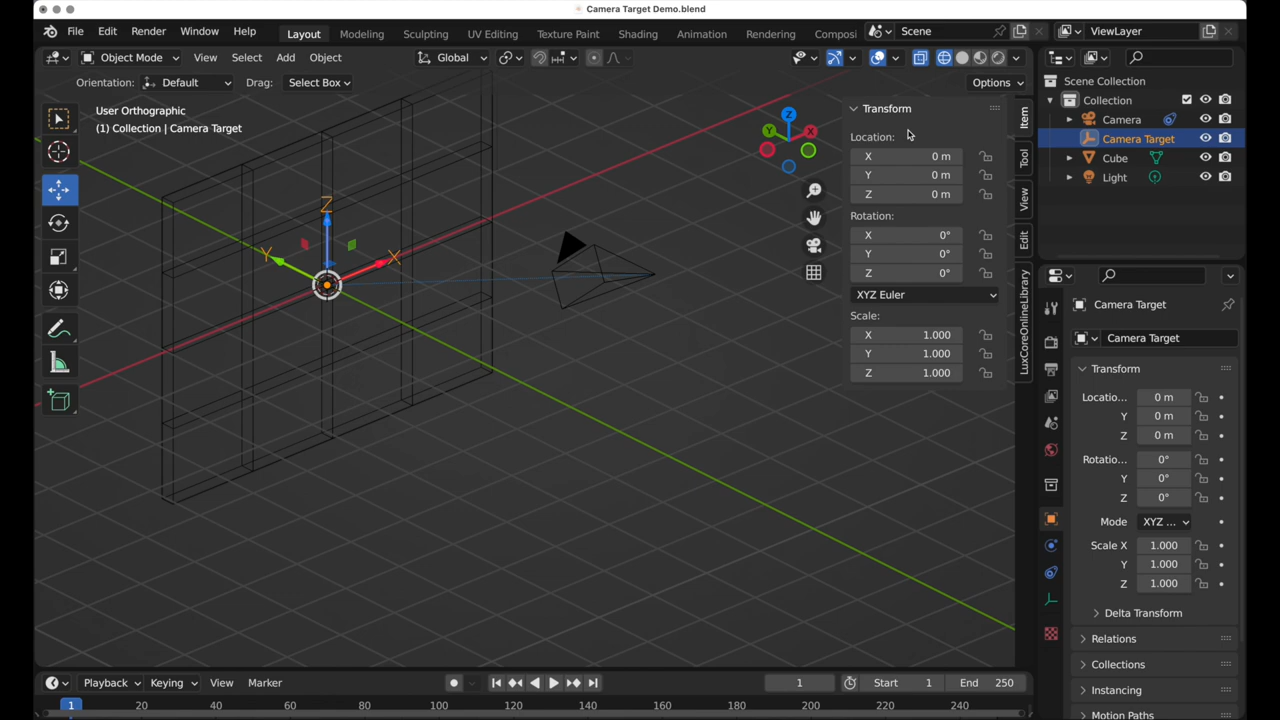 Camera Target Demo.blend
File Edit Render Window Help Layout Modeling Sculpting UV Editing Texture Paint Shading Animation Rendering Composi Scene ViewLayer
Object Mode View Select Add Object Global
Orientation: Default Drag: Select Box Options
User Orthographic
(1) Collection | Camera Target
Z
Y
X
Z
Y
X
Transform
Location:
X 0 m
Y 0 m
Z 0 m
Rotation:
X 0°
Y 0°
Z 0°
XYZ Euler
Scale:
X 1.000
Y 1.000
Z 1.000
Item
Tool
View
Edit
LuxCoreOnlineLibrary
Scene Collection
Collection
Camera
Camera Target
Cube
Light
Camera Target
Camera Target
Transform
Locatio... 0 m
Y 0 m
Z 0 m
Rotatio... 0°
Y 0°
Z 0°
Mode XYZ ...
Scale X 1.000
Y 1.000
Z 1.000
Delta Transform
Relations
Collections
Instancing
Motion Paths
Playback Keying View Marker 1 Start 1 End 250
1 20 40 60 80 100 120 140 160 180 200 220 240